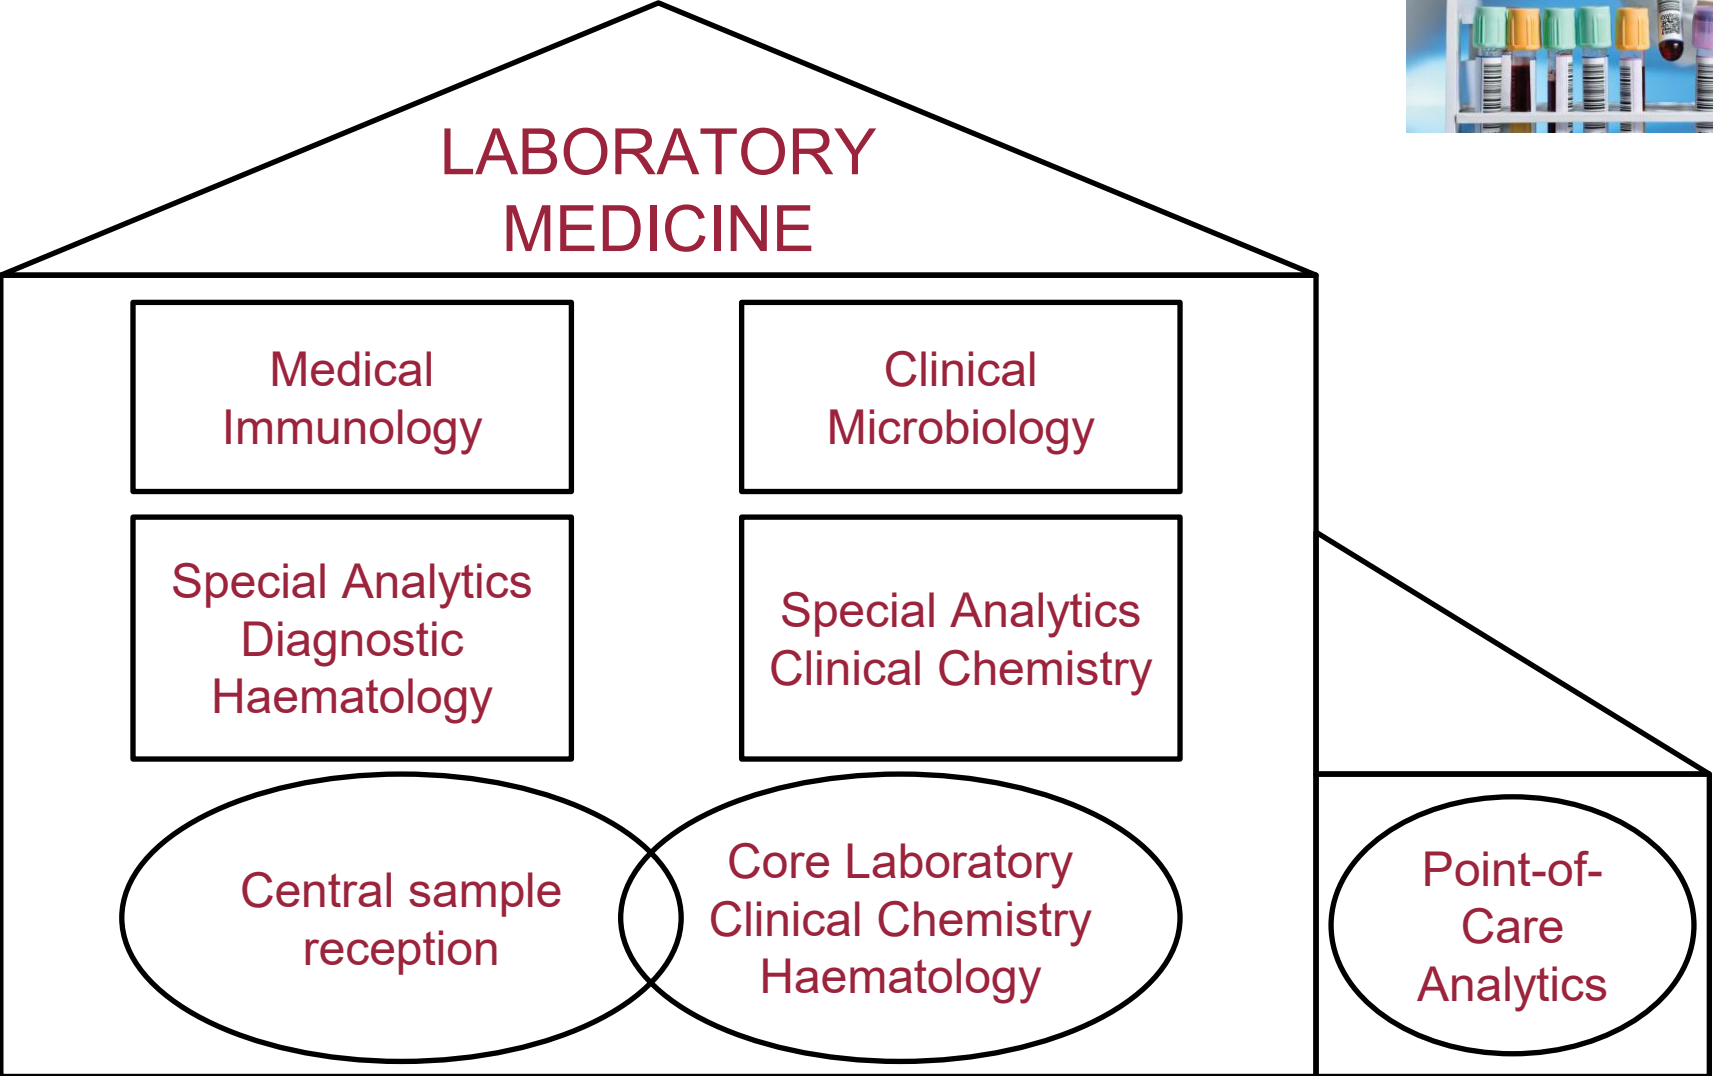 LABORATORY
MEDICINE
Medical
Immunology
Clinical
Microbiology
Special Analytics
Diagnostic
Haematology
Special Analytics
Clinical Chemistry
Central sample
reception
Core Laboratory
Clinical Chemistry
Haematology
Point-of-
Care
Analytics